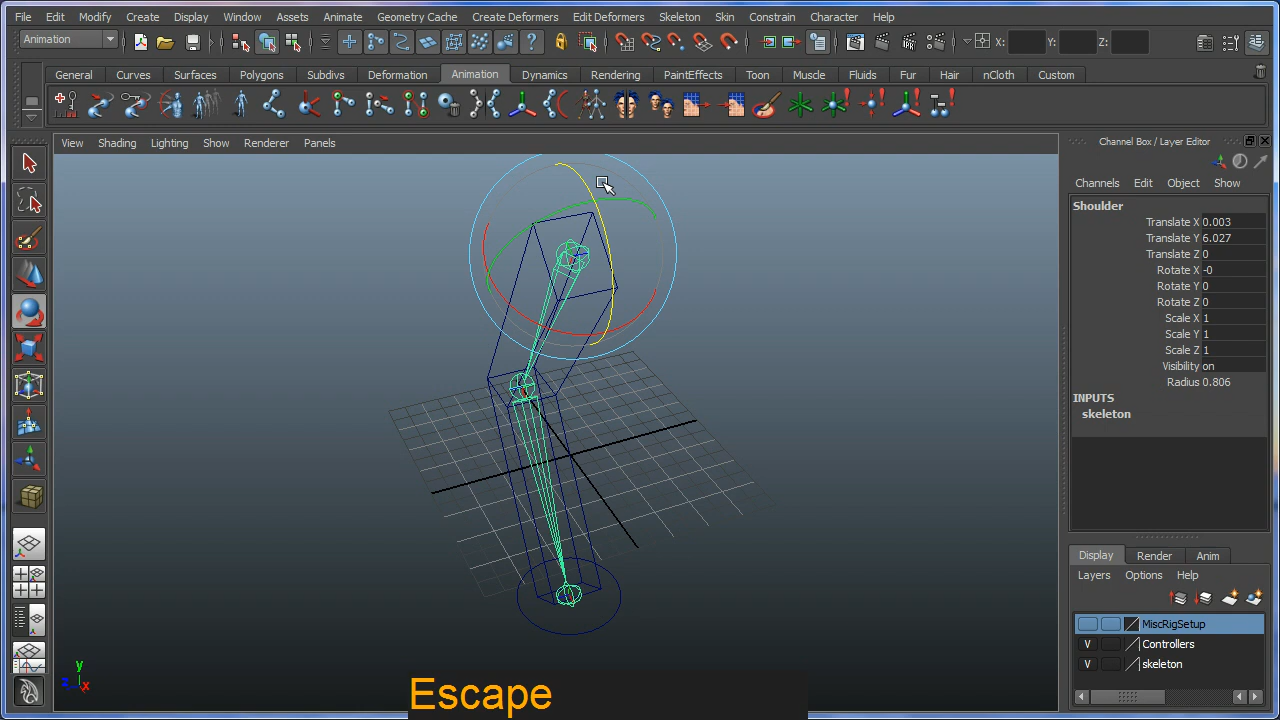 File Edit Modify Create Display Window Assets Animate Geometry Cache Create Deformers Edit Deformers Skeleton Skin Constrain Character Help
Animation X: Y: Z:
General Curves Surfaces Polygons Subdivs Deformation Animation Dynamics Rendering PaintEffects Toon Muscle Fluids Fur Hair nCloth Custom
View Shading Lighting Show Renderer Panels
Channel Box / Layer Editor
Channels Edit Object Show
Shoulder
Translate X 0.003
Translate Y 6.027
Translate Z 0
Rotate X -0
Rotate Y 0
Rotate Z 0
Scale X 1
Scale Y 1
Scale Z 1
Visibility on
Radius 0.806
INPUTS
skeleton
Display Render Anim
Layers Options Help
MiscRigSetup
V Controllers
V skeleton
y
z x
Escape